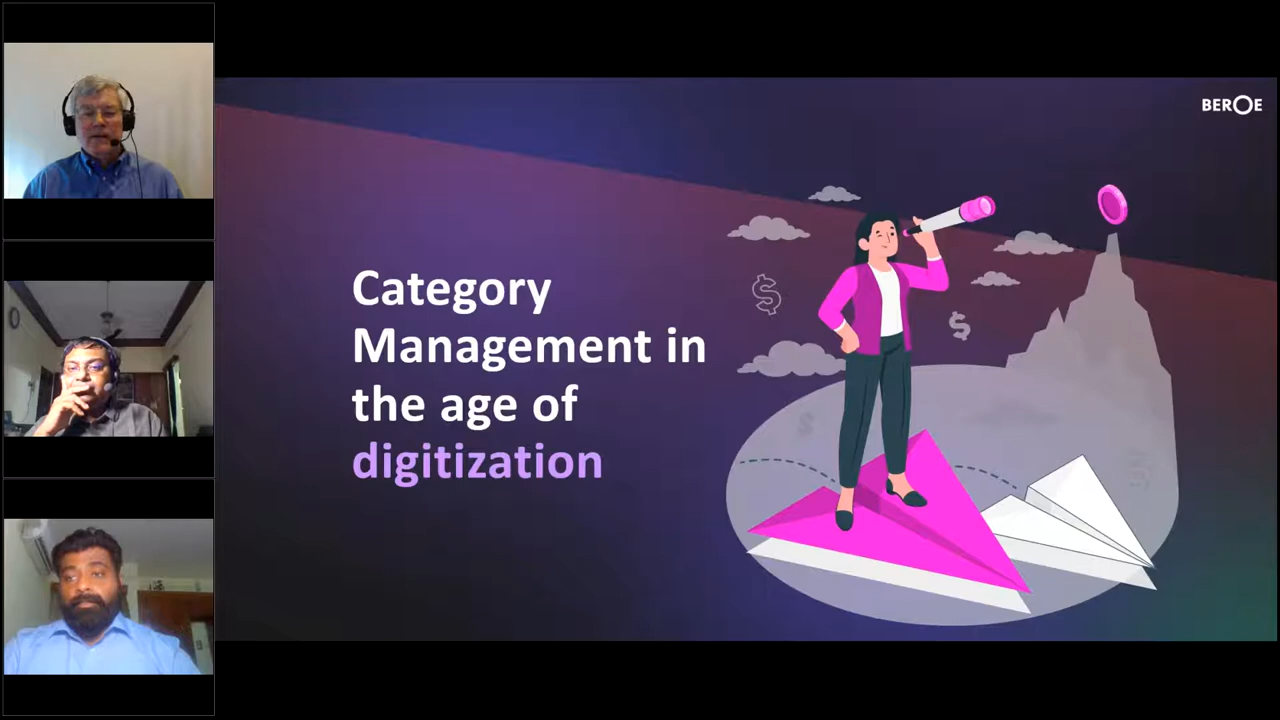 BEROE
Category
Management in
the age of
digitization
$
$
$